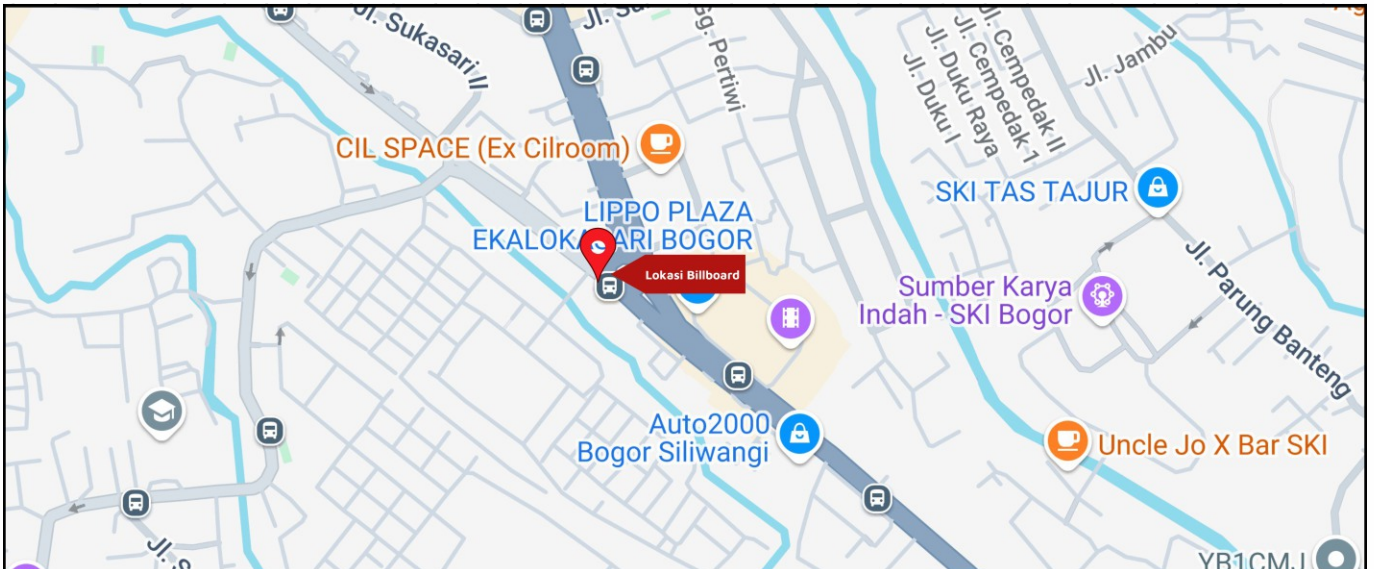 Jl. Sukasari II
Gg. Pertiwi
Jl. Duku I
Jl. Duku Raya
Jl. Cempedak 1
Jl. Cempedak II
Jl. Jambu
CIL SPACE (Ex Cilroom)
SKI TAS TAJUR
LIPPO PLAZA
BOGOR
Lokasi Billboard
Jl. Parung Banteng
Sumber Karya
Indah - SKI Bogor
Auto2000
Bogor Siliwangi
Uncle Jo X Bar SKI
YB1CMJ